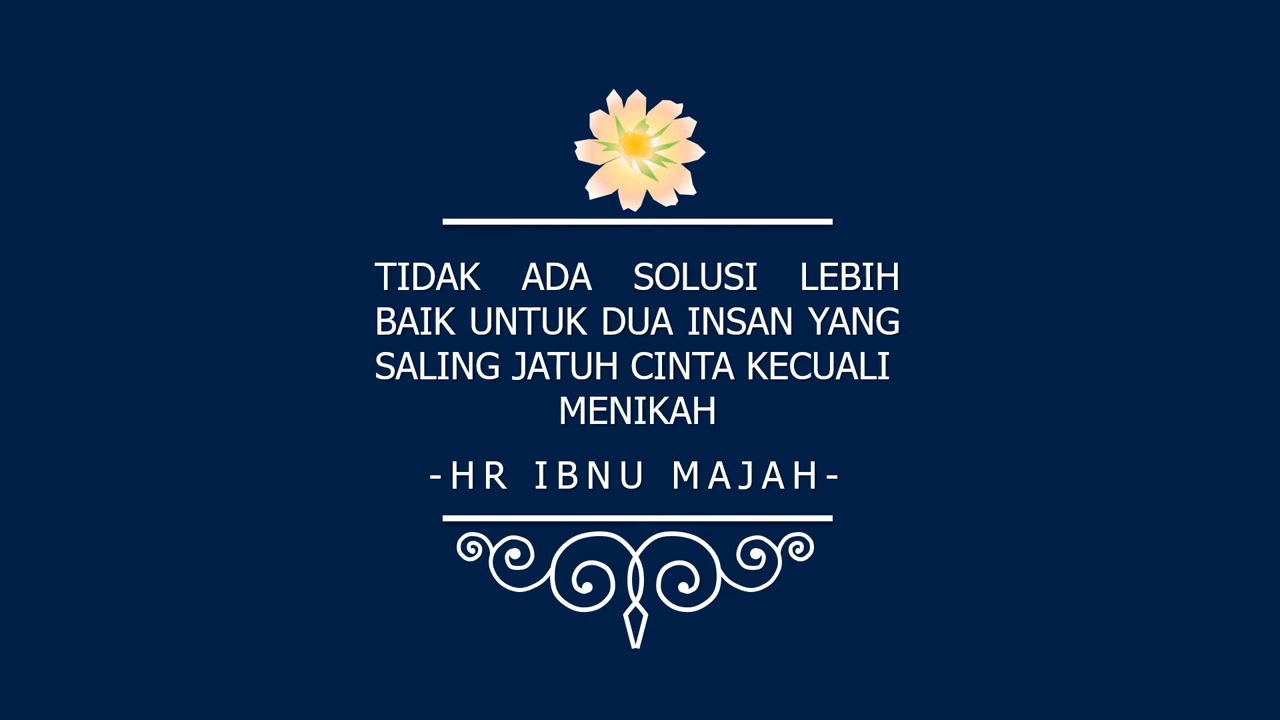 TIDAK ADA SOLUSI LEBIH
BAIK UNTUK DUA INSAN YANG
SALING JATUH CINTA KECUALI
MENIKAH
-HR IBNU MAJAH-